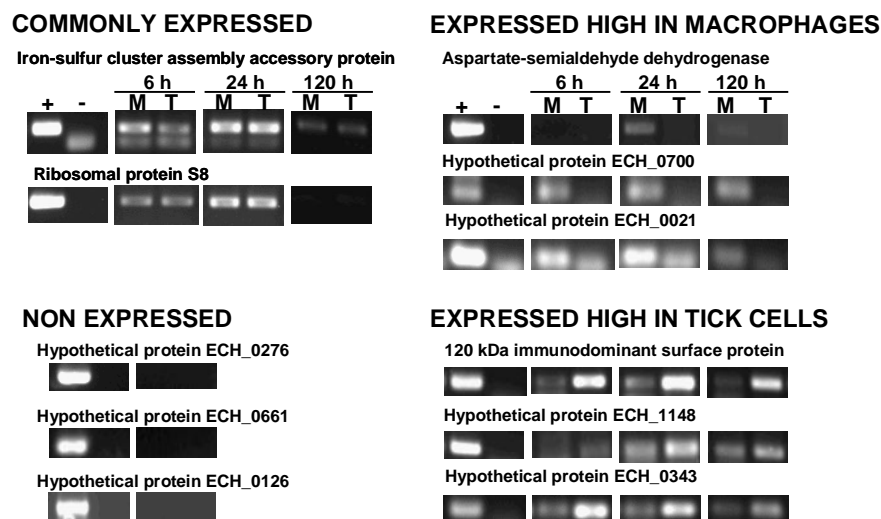 COMMONLY EXPRESSED
Iron-sulfur cluster assembly accessory protein
6 h 24 h 120 h
+ - M T M T M T
Ribosomal protein S8
EXPRESSED HIGH IN MACROPHAGES
Aspartate-semialdehyde dehydrogenase
6 h 24 h 120 h
+ - M T M T M T
Hypothetical protein ECH_0700
Hypothetical protein ECH_0021
NON EXPRESSED
Hypothetical protein ECH_0276
Hypothetical protein ECH_0661
Hypothetical protein ECH_0126
EXPRESSED HIGH IN TICK CELLS
120 kDa immunodominant surface protein
Hypothetical protein ECH_1148
Hypothetical protein ECH_0343